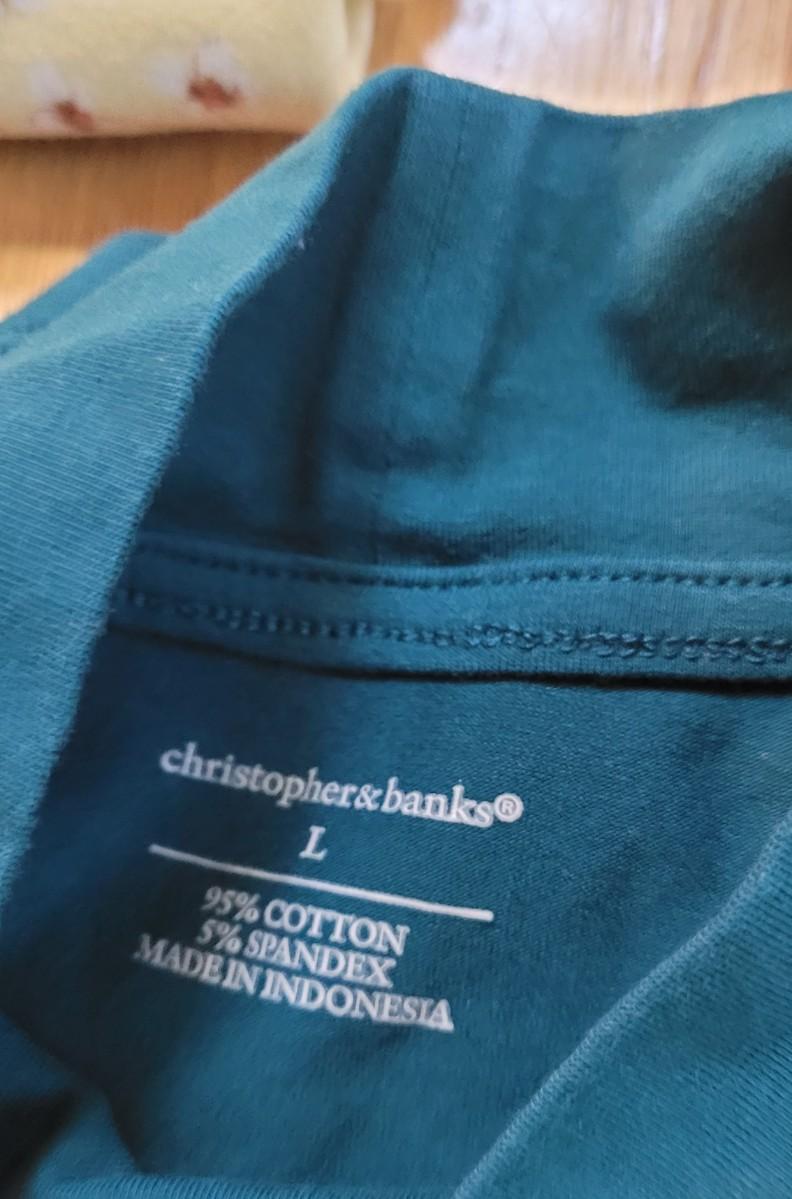 christopher&banks®
L
95% COTTON
5% SPANDEX
MADE IN INDONESIA